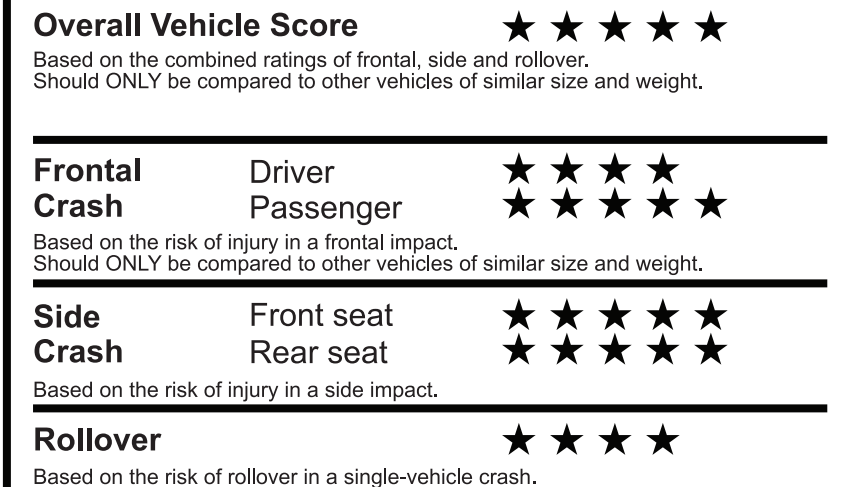 Overall Vehicle Score ★ ★ ★ ★ ★
Based on the combined ratings of frontal, side and rollover.
Should ONLY be compared to other vehicles of similar size and weight.
Frontal Driver ★ ★ ★ ★
Crash Passenger ★ ★ ★ ★ ★
Based on the risk of injury in a frontal impact.
Should ONLY be compared to other vehicles of similar size and weight.
Side Front seat ★ ★ ★ ★ ★
Crash Rear seat ★ ★ ★ ★ ★
Based on the risk of injury in a side impact.
Rollover ★ ★ ★ ★
Based on the risk of rollover in a single-vehicle crash.